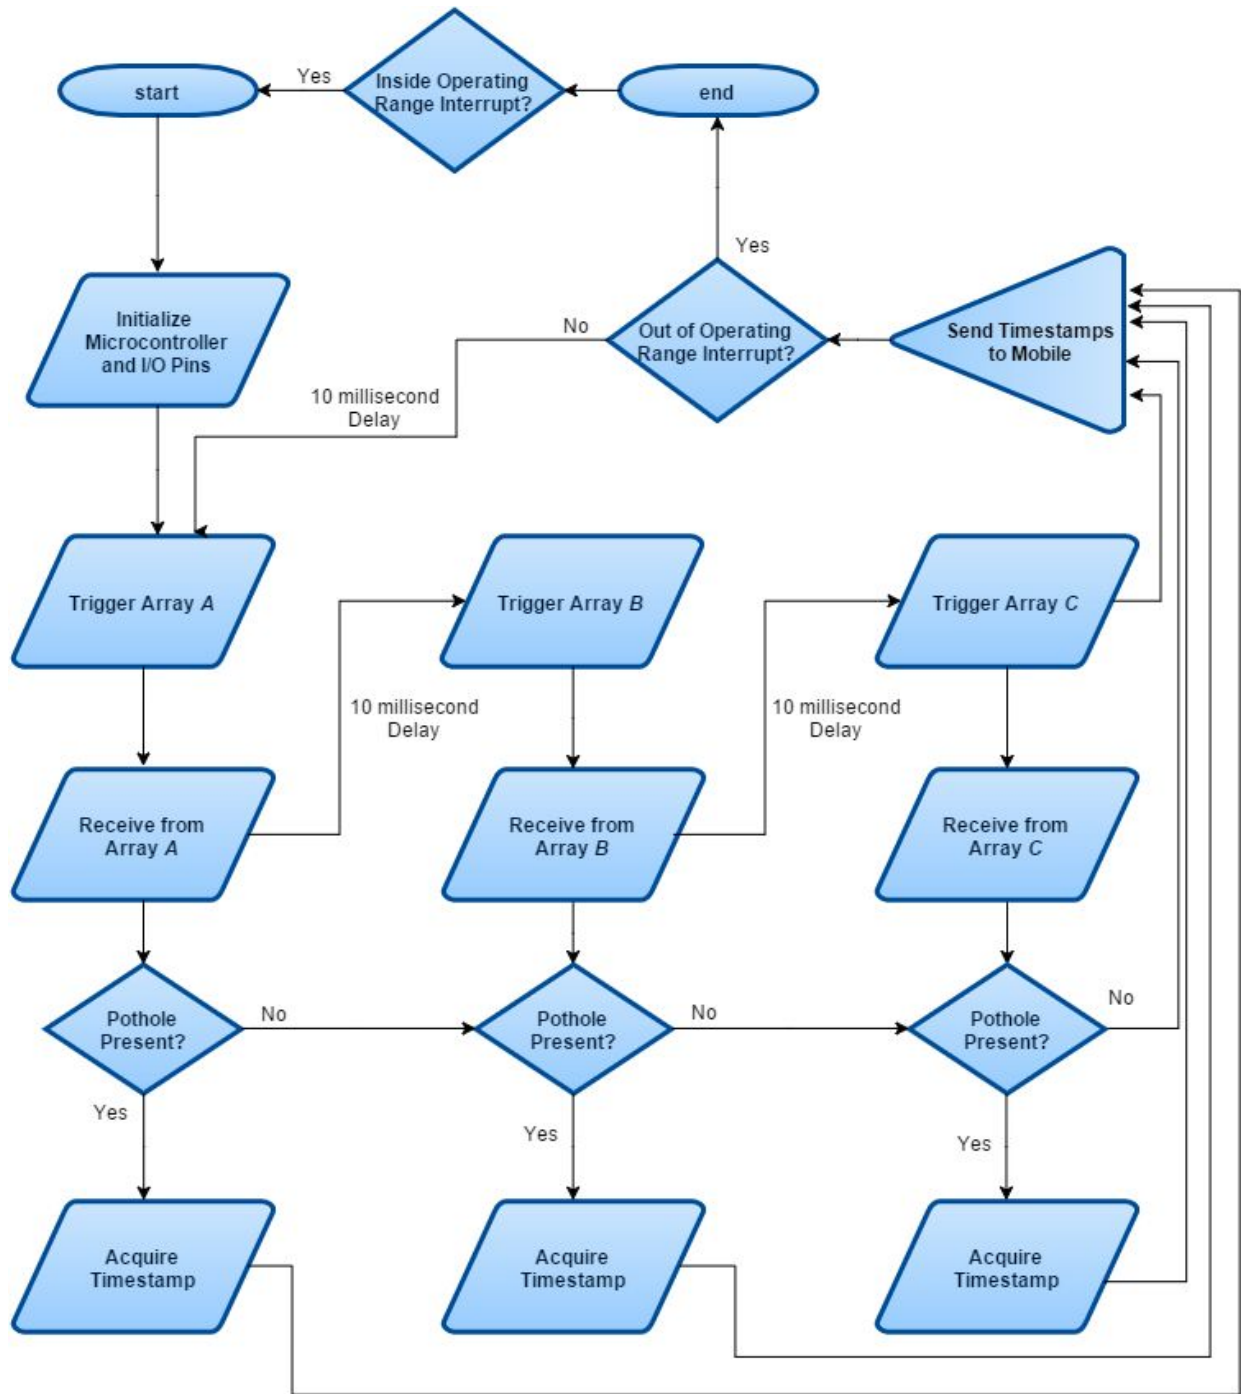 start
Yes
Inside Operating
Range Interrupt?
end
Yes
Initialize
Microcontroller
and I/O Pins
No
Out of Operating
Range Interrupt?
Send Timestamps
to Mobile
10 millisecond
Delay
Trigger Array A
Trigger Array B
Trigger Array C
10 millisecond
Delay
10 millisecond
Delay
Receive from
Array A
Receive from
Array B
Receive from
Array C
Pothole
Present?
No
Pothole
Present?
No
Pothole
Present?
No
Yes
Yes
Yes
Acquire
Timestamp
Acquire
Timestamp
Acquire
Timestamp